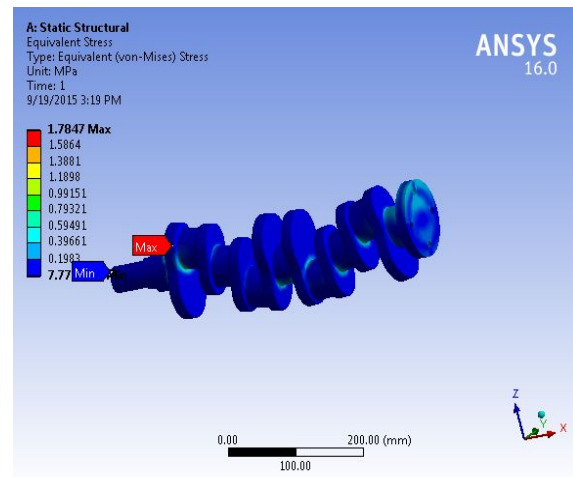 A: Static Structural
Equivalent Stress
Type: Equivalent (von-Mises) Stress
Unit: MPa
Time: 1
9/19/2015 3:19 PM
ANSYS
16.0
1.7847 Max
1.5864
1.3881
1.1898
0.99151
0.79321
0.59491
0.39661
0.1983
7.77
Max
Min
Z
Y
X
0.00
200.00 (mm)
100.00